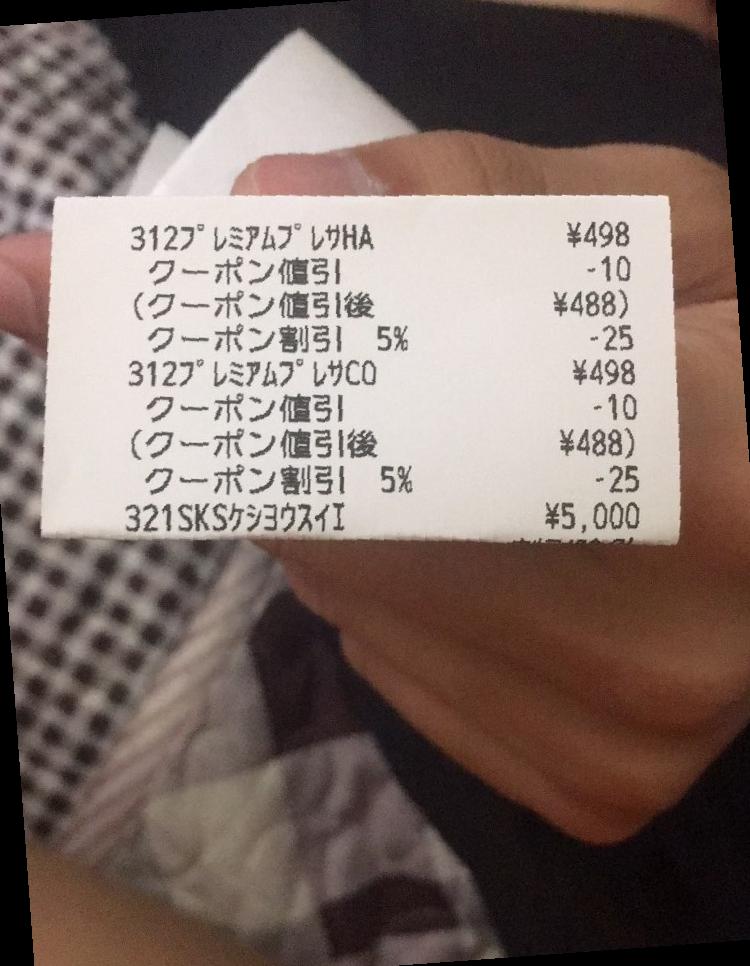 312ﾌﾟﾚﾐｱﾑﾌﾟﾚｻHA ¥498
クーポン値引 -10
(クーポン値引後 ¥488)
クーポン割引 5% -25
312ﾌﾟﾚﾐｱﾑﾌﾟﾚｻCO ¥498
クーポン値引 -10
(クーポン値引後 ¥488)
クーポン割引 5% -25
321SKSｹｼﾖｳｽｲI ¥5,000